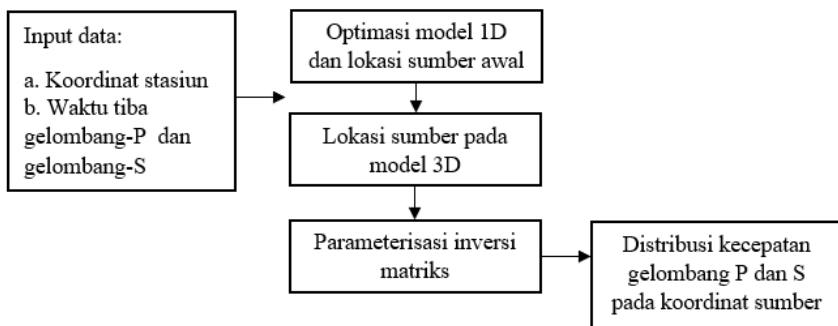 Input data:
a. Koordinat stasiun
b. Waktu tiba
gelombang-P dan
gelombang-S
Optimasi model 1D
dan lokasi sumber awal
Lokasi sumber pada
model 3D
Parameterisasi inversi
matriks
Distribusi kecepatan
gelombang P dan S
pada koordinat sumber